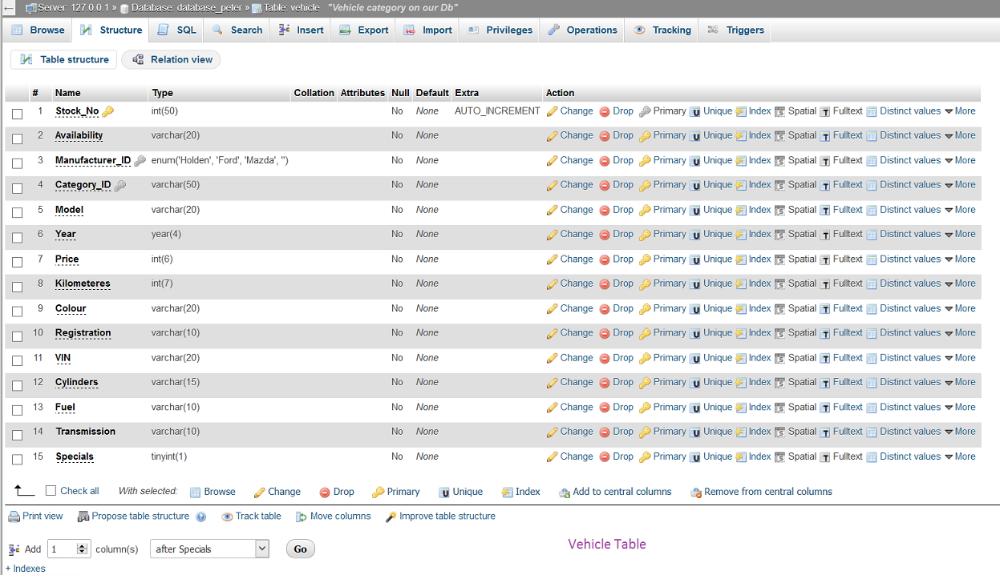 Server: 127.0.0.1 » Database: database_peter » Table: vehicle "Vehicle category on our Db"
Browse Structure SQL Search Insert Export Import Privileges Operations Tracking Triggers
Table structure Relation view
# Name Type Collation Attributes Null Default Extra Action
1 Stock_No int(50) No None AUTO_INCREMENT Change Drop Primary Unique Index Spatial Fulltext Distinct values More
2 Availability varchar(20) No None Change Drop Primary Unique Index Spatial Fulltext Distinct values More
3 Manufacturer_ID enum('Holden', 'Ford', 'Mazda', '') No None Change Drop Primary Unique Index Spatial Fulltext Distinct values More
4 Category_ID varchar(50) No None Change Drop Primary Unique Index Spatial Fulltext Distinct values More
5 Model varchar(20) No None Change Drop Primary Unique Index Spatial Fulltext Distinct values More
6 Year year(4) No None Change Drop Primary Unique Index Spatial Fulltext Distinct values More
7 Price int(6) No None Change Drop Primary Unique Index Spatial Fulltext Distinct values More
8 Kilometeres int(7) No None Change Drop Primary Unique Index Spatial Fulltext Distinct values More
9 Colour varchar(20) No None Change Drop Primary Unique Index Spatial Fulltext Distinct values More
10 Registration varchar(10) No None Change Drop Primary Unique Index Spatial Fulltext Distinct values More
11 VIN varchar(20) No None Change Drop Primary Unique Index Spatial Fulltext Distinct values More
12 Cylinders varchar(15) No None Change Drop Primary Unique Index Spatial Fulltext Distinct values More
13 Fuel varchar(10) No None Change Drop Primary Unique Index Spatial Fulltext Distinct values More
14 Transmission varchar(10) No None Change Drop Primary Unique Index Spatial Fulltext Distinct values More
15 Specials tinyint(1) No None Change Drop Primary Unique Index Spatial Fulltext Distinct values More
Check all With selected: Browse Change Drop Primary Unique Index Add to central columns Remove from central columns
Print view Propose table structure Track table Move columns Improve table structure
Add 1 column(s) after Specials Go Vehicle Table
+ Indexes